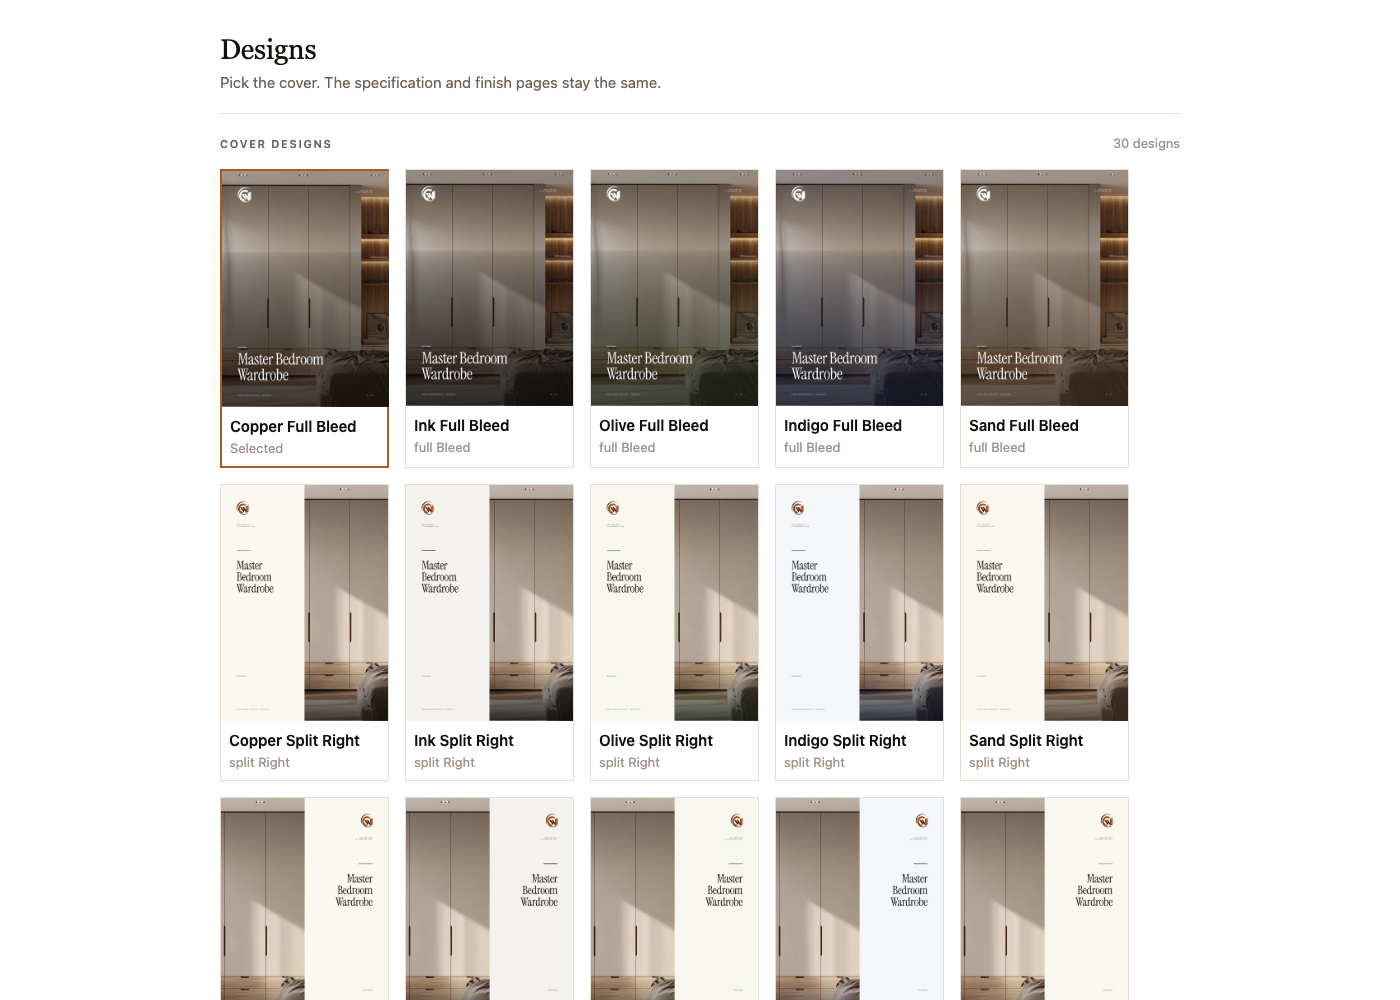 Designs
Pick the cover. The specification and finish pages stay the same.
COVER DESIGNS
30 designs
Master Bedroom
Wardrobe
Master Bedroom
Wardrobe
Master Bedroom
Wardrobe
Master Bedroom
Wardrobe
Master Bedroom
Wardrobe
Copper Full Bleed
Selected
Ink Full Bleed
full Bleed
Olive Full Bleed
full Bleed
Indigo Full Bleed
full Bleed
Sand Full Bleed
full Bleed
Master
Bedroom
Wardrobe
Master
Bedroom
Wardrobe
Master
Bedroom
Wardrobe
Master
Bedroom
Wardrobe
Master
Bedroom
Wardrobe
Copper Split Right
split Right
Ink Split Right
split Right
Olive Split Right
split Right
Indigo Split Right
split Right
Sand Split Right
split Right
Master
Bedroom
Wardrobe
Master
Bedroom
Wardrobe
Master
Bedroom
Wardrobe
Master
Bedroom
Wardrobe
Master
Bedroom
Wardrobe